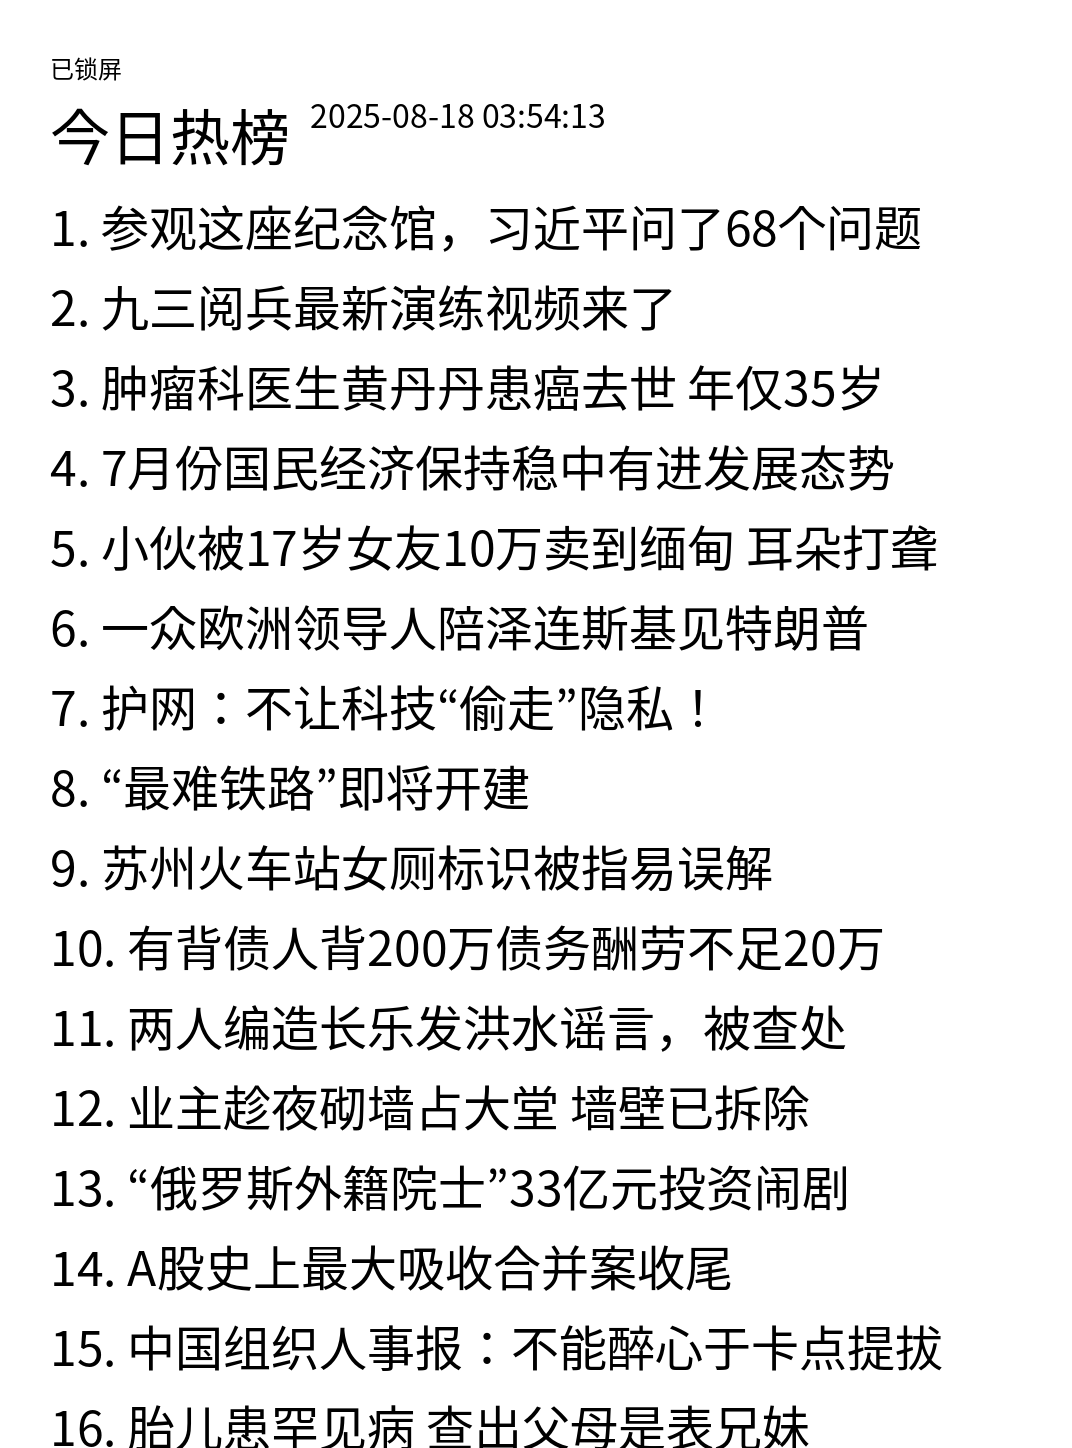 已锁屏
今日热榜 2025-08-18 03:54:13
1. 参观这座纪念馆，习近平问了68个问题
2. 九三阅兵最新演练视频来了
3. 肿瘤科医生黄丹丹患癌去世 年仅35岁
4. 7月份国民经济保持稳中有进发展态势
5. 小伙被17岁女友10万卖到缅甸 耳朵打聋
6. 一众欧洲领导人陪泽连斯基见特朗普
7. 护网：不让科技“偷走”隐私！
8. “最难铁路”即将开建
9. 苏州火车站女厕标识被指易误解
10. 有背债人背200万债务酬劳不足20万
11. 两人编造长乐发洪水谣言，被查处
12. 业主趁夜砌墙占大堂 墙壁已拆除
13. “俄罗斯外籍院士”33亿元投资闹剧
14. A股史上最大吸收合并案收尾
15. 中国组织人事报：不能醉心于卡点提拔
16. 胎儿患罕见病 查出父母是表兄妹